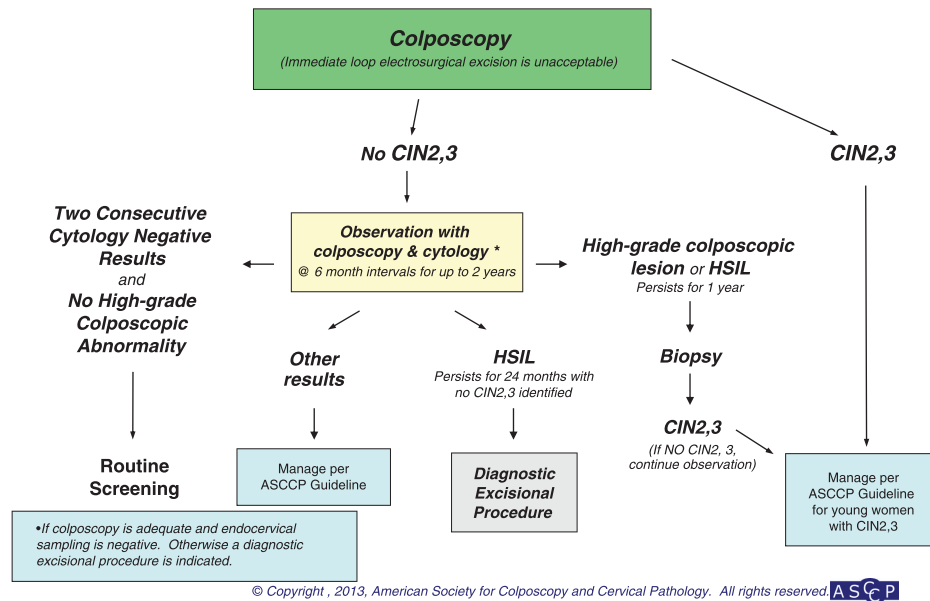 Colposcopy
(Immediate loop electrosurgical excision is unacceptable)
No CIN2,3
CIN2,3
Two Consecutive
Cytology Negative
Results
and
No High-grade
Colposcopic
Abnormality
Observation with
colposcopy & cytology *
@ 6 month intervals for up to 2 years
High-grade colposcopic
lesion or HSIL
Persists for 1 year
Other
results
HSIL
Persists for 24 months with
no CIN2,3 identified
Biopsy
CIN2,3
(If NO CIN2, 3,
continue observation)
Routine
Screening
Manage per
ASCCP Guideline
Diagnostic
Excisional
Procedure
Manage per
ASCCP Guideline
for young women
with CIN2,3
•If colposcopy is adequate and endocervical
sampling is negative. Otherwise a diagnostic
excisional procedure is indicated.
© Copyright , 2013, American Society for Colposcopy and Cervical Pathology. All rights reserved.
ASCCP